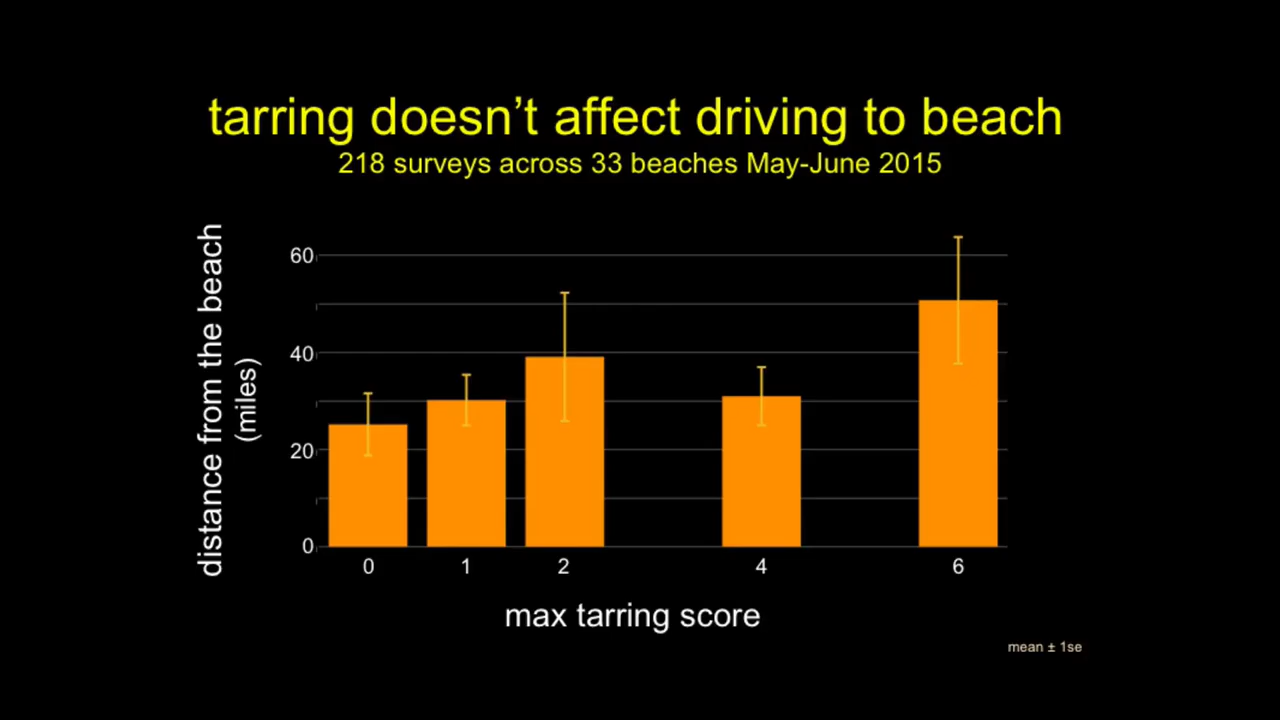 tarring doesn’t affect driving to beach
218 surveys across 33 beaches May-June 2015
distance from the beach
(miles)
60
40
20
0
0 1 2 4 6
max tarring score
mean ± 1se